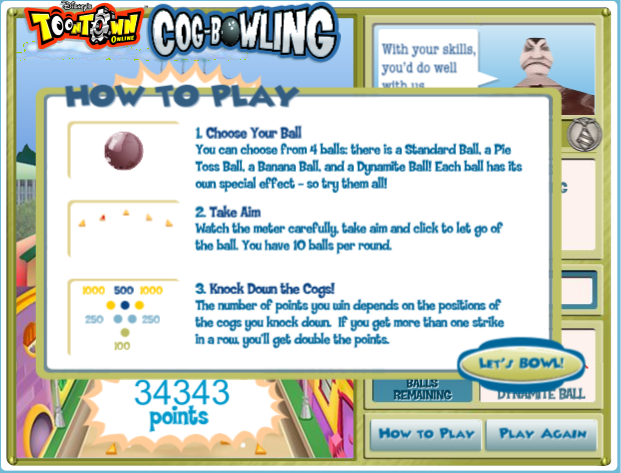 Disney's
TOONTOWN
ONLINE
COG-BOWLING
With your skills,
you'd do well
with us
HOW TO PLAY
1. Choose Your Ball
You can choose from 4 balls: there is a Standard Ball, a Pie
Toss Ball, a Banana Ball, and a Dynamite Ball! Each ball has its
own special effect - so try them all!
2. Take Aim
Watch the meter carefully, take aim and click to let go of
the ball. You have 10 balls per round.
1000 500 1000
250 250
100
3. Knock Down the Cogs!
The number of points you win depends on the positions of
the cogs you knock down. If you get more than one strike
in a row, you'll get double the points.
LET'S BOWL!
34343
points
BALLS
REMAINING
DYNAMITE BALL
HOW TO PLAY
PLAY AGAIN